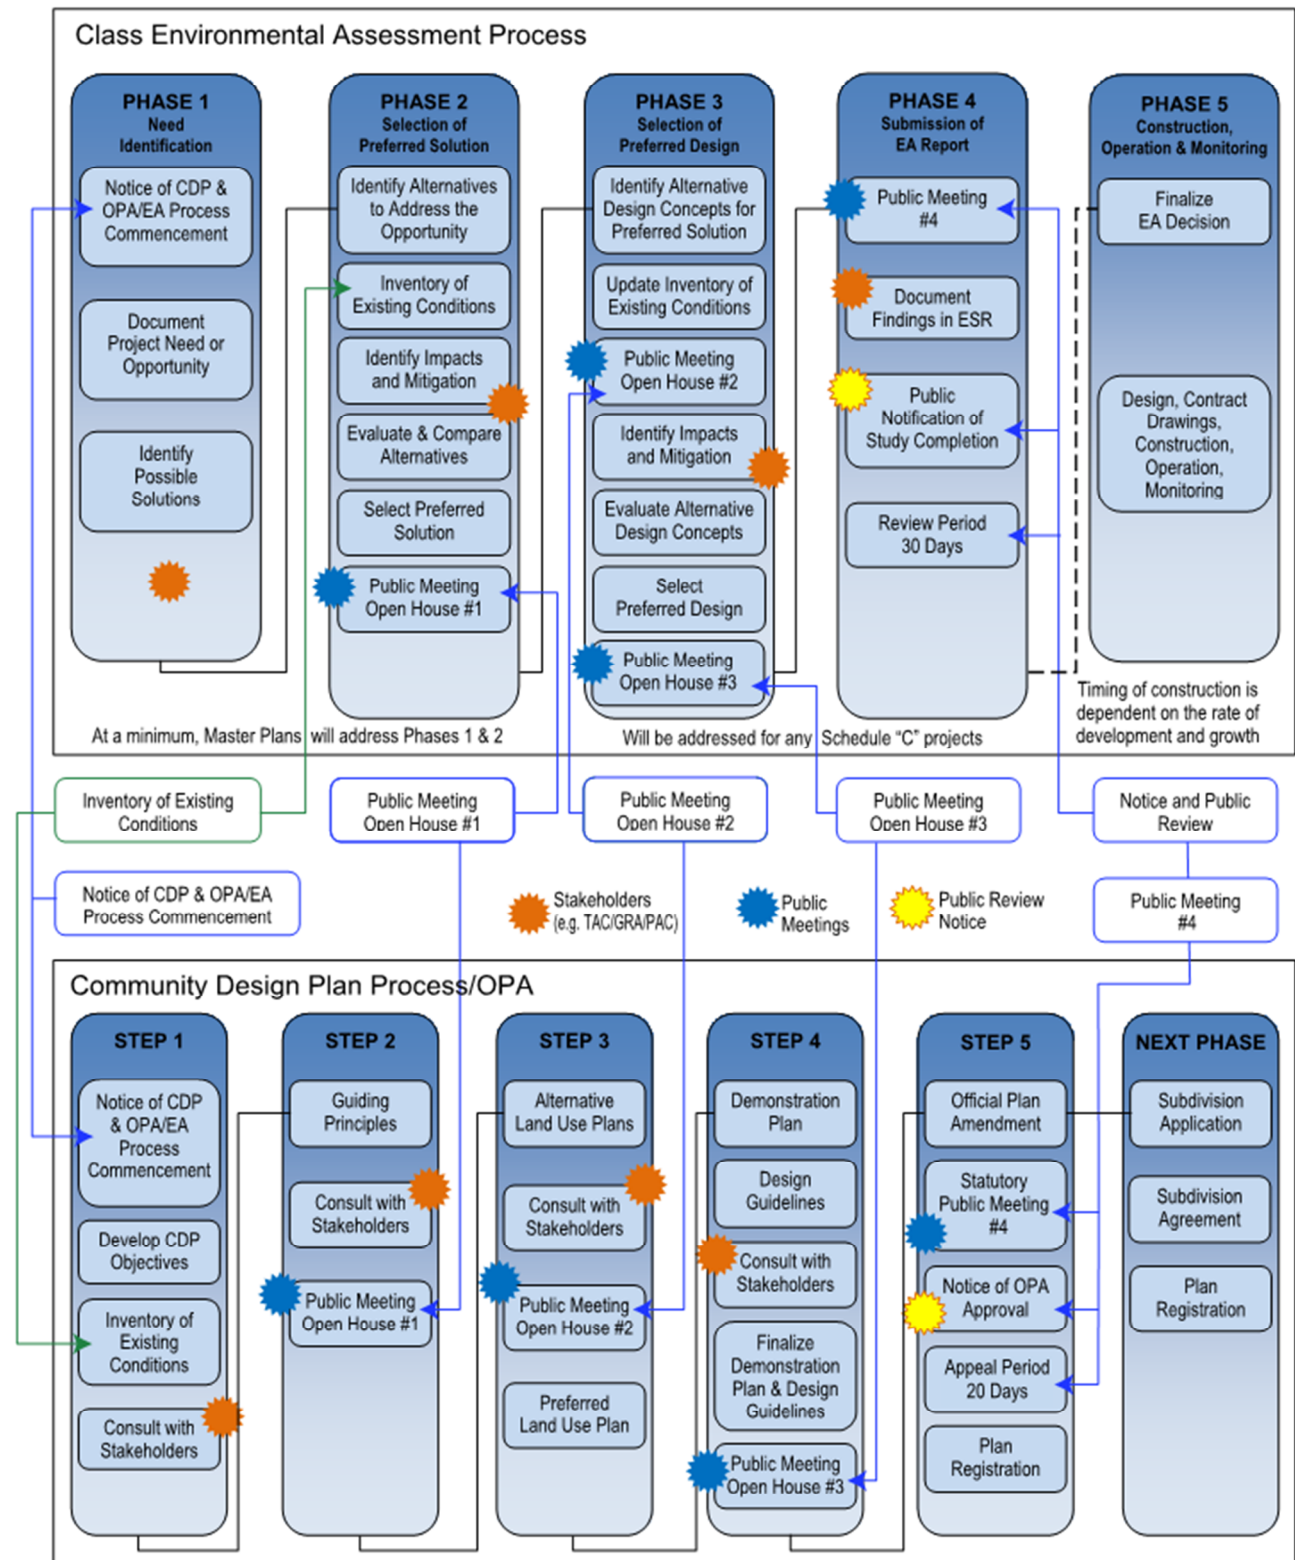 Class Environmental Assessment Process
PHASE 1
Need
Identification
Notice of CDP &
OPA/EA Process
Commencement
Document
Project Need or
Opportunity
Identify
Possible
Solutions
PHASE 2
Selection of
Preferred Solution
Identify Alternatives
to Address the
Opportunity
Inventory of
Existing Conditions
Identify Impacts
and Mitigation
Evaluate & Compare
Alternatives
Select Preferred
Solution
Public Meeting
Open House #1
PHASE 3
Selection of
Preferred Design
Identify Alternative
Design Concepts for
Preferred Solution
Update Inventory of
Existing Conditions
Public Meeting
Open House #2
Identify Impacts
and Mitigation
Evaluate Alternative
Design Concepts
Select
Preferred Design
Public Meeting
Open House #3
PHASE 4
Submission of
EA Report
Public Meeting
#4
Document
Findings in ESR
Public
Notification of
Study Completion
Review Period
30 Days
PHASE 5
Construction,
Operation & Monitoring
Finalize
EA Decision
Design, Contract
Drawings,
Construction,
Operation,
Monitoring
At a minimum, Master Plans will address Phases 1 & 2
Will be addressed for any Schedule “C” projects
Timing of construction is
dependent on the rate of
development and growth
Inventory of Existing
Conditions
Public Meeting
Open House #1
Public Meeting
Open House #2
Public Meeting
Open House #3
Notice and Public
Review
Notice of CDP & OPA/EA
Process Commencement
Stakeholders
(e.g. TAC/GRA/PAC)
Public
Meetings
Public Review
Notice
Public Meeting
#4
Community Design Plan Process/OPA
STEP 1
Notice of CDP
& OPA/EA
Process
Commencement
Develop CDP
Objectives
Inventory of
Existing
Conditions
Consult with
Stakeholders
STEP 2
Guiding
Principles
Consult with
Stakeholders
Public Meeting
Open House #1
STEP 3
Alternative
Land Use Plans
Consult with
Stakeholders
Public Meeting
Open House #2
Preferred
Land Use Plan
STEP 4
Demonstration
Plan
Design
Guidelines
Consult with
Stakeholders
Finalize
Demonstration
Plan & Design
Guidelines
Public Meeting
Open House #3
STEP 5
Official Plan
Amendment
Statutory
Public Meeting
#4
Notice of OPA
Approval
Appeal Period
20 Days
Plan
Registration
NEXT PHASE
Subdivision
Application
Subdivision
Agreement
Plan
Registration